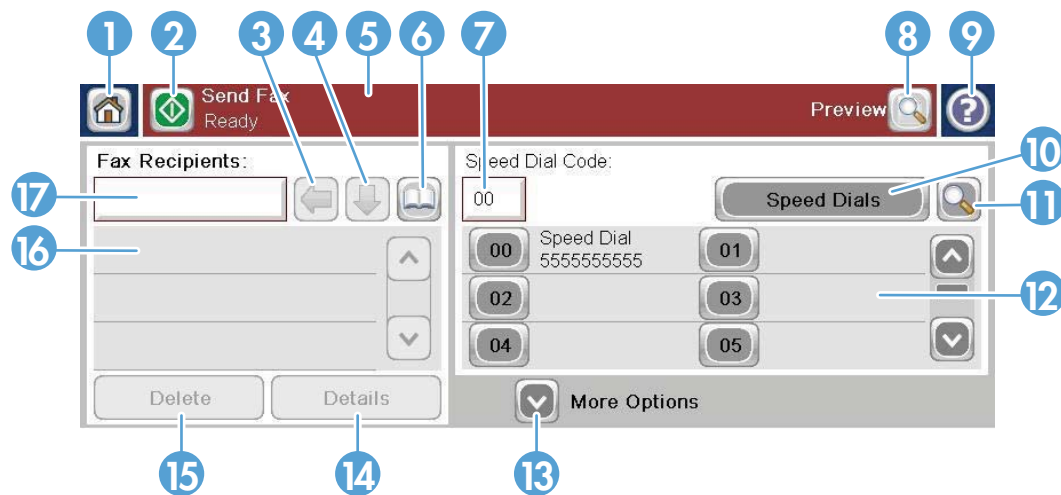 1 2 3 4 5 6 7 8 9
Send Fax
Ready
Preview
?
Fax Recipients:
Speed Dial Code:
10
17
00
Speed Dials
11
16
00 Speed Dial 01
5555555555
02 03
12
04 05
Delete Details
More Options
15 14 13